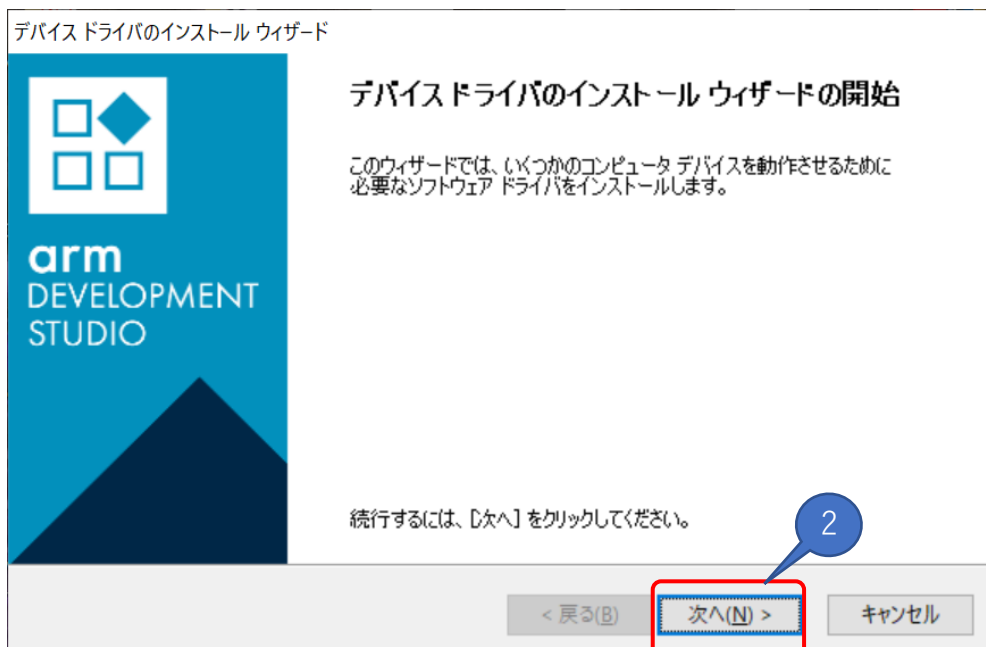 デバイス ドライバのインストール ウィザード
デバイス ドライバのインストール ウィザードの開始
このウィザードでは、いくつかのコンピュータ デバイスを動作させるために
必要なソフトウェア ドライバをインストールします。
arm
DEVELOPMENT
STUDIO
続行するには、[次へ] をクリックしてください。
2
< 戻る(B)
次へ(N) >
キャンセル